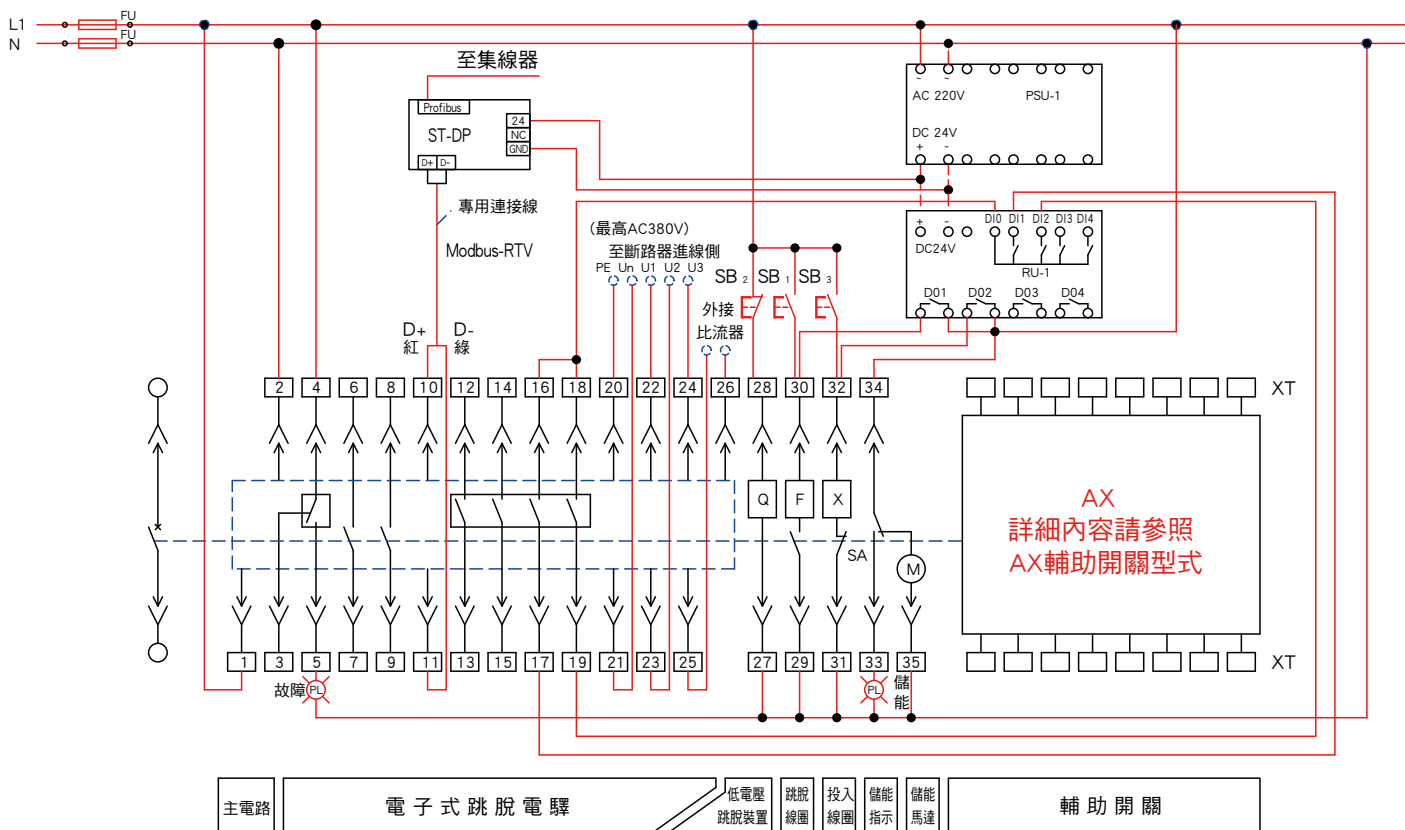 L1
FU
N
FU
至集線器
Profibus
ST-DP
24
NC
GND
D+ D-
AC 220V PSU-1
DC 24V
+ -
~ ~
專用連接線
Modbus-RTV
(最高AC380V)
至斷路器進線側
PE Un U1 U2 U3
+ -
DI0 DI1 DI2 DI3 DI4
DC24V
RU-1
D01 D02 D03 D04
SB 2 SB 1 SB 3
外接
比流器
D+ D-
紅 綠
2 4 6 8 10 12 14 16 18 20 22 24 26 28 30 32 34
XT
Q F X
SA
M
AX
詳細內容請參照
AX輔助開關型式
1 3 5 7 9 11 13 15 17 19 21 23 25 27 29 31 33 35
XT
故障 PL
PL 儲能
主電路
電子式跳脫電驛
低電壓
跳脫裝置
跳脫
線圈
投入
線圈
儲能
指示
儲能
馬達
輔助開關